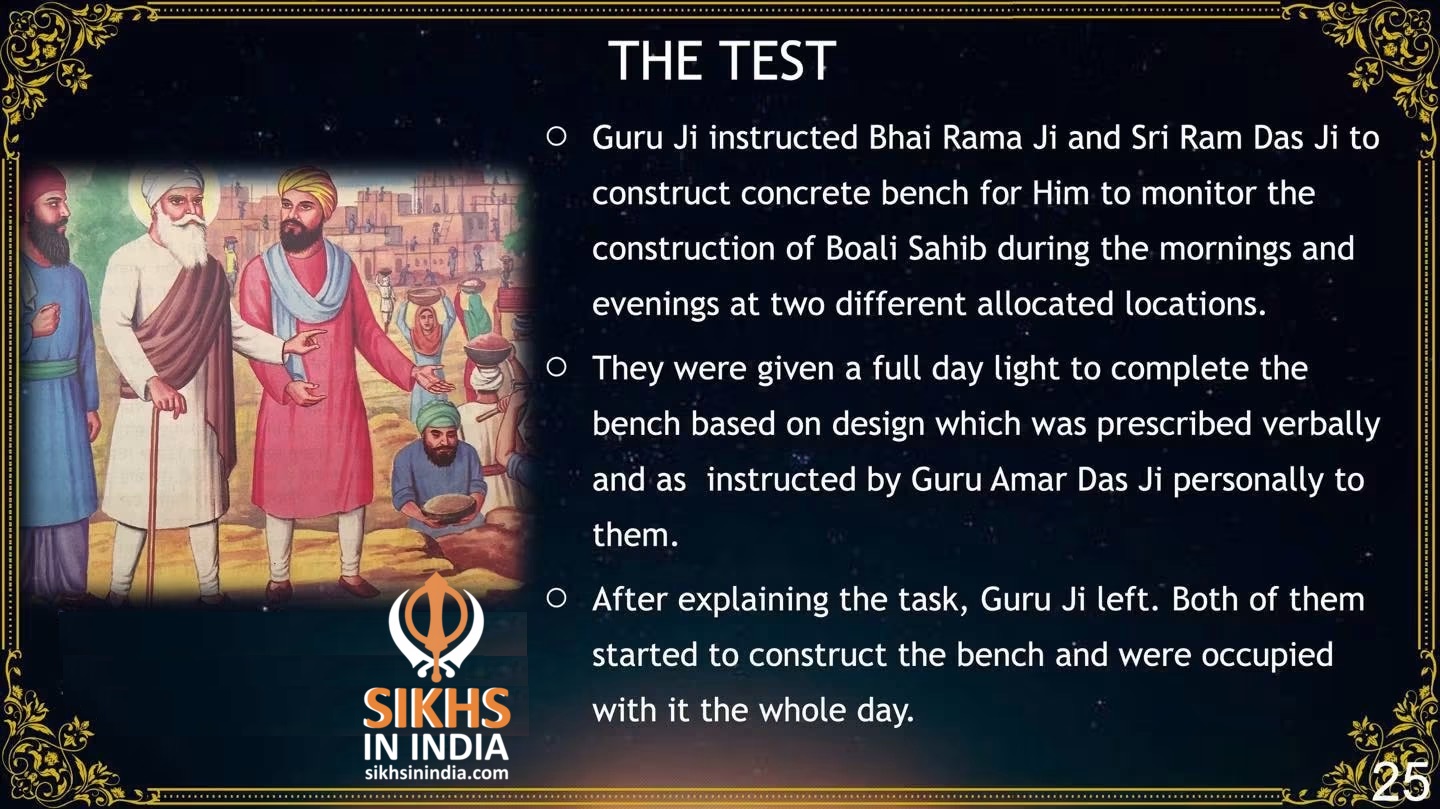 THE TEST
○ Guru Ji instructed Bhai Rama Ji and Sri Ram Das Ji to
construct concrete bench for Him to monitor the
construction of Boali Sahib during the mornings and
evenings at two different allocated locations.
○ They were given a full day light to complete the
bench based on design which was prescribed verbally
and as  instructed by Guru Amar Das Ji personally to
them.
○ After explaining the task, Guru Ji left. Both of them
started to construct the bench and were occupied
with it the whole day.
SIKHS
IN INDIA
sikhsinindia.com
25